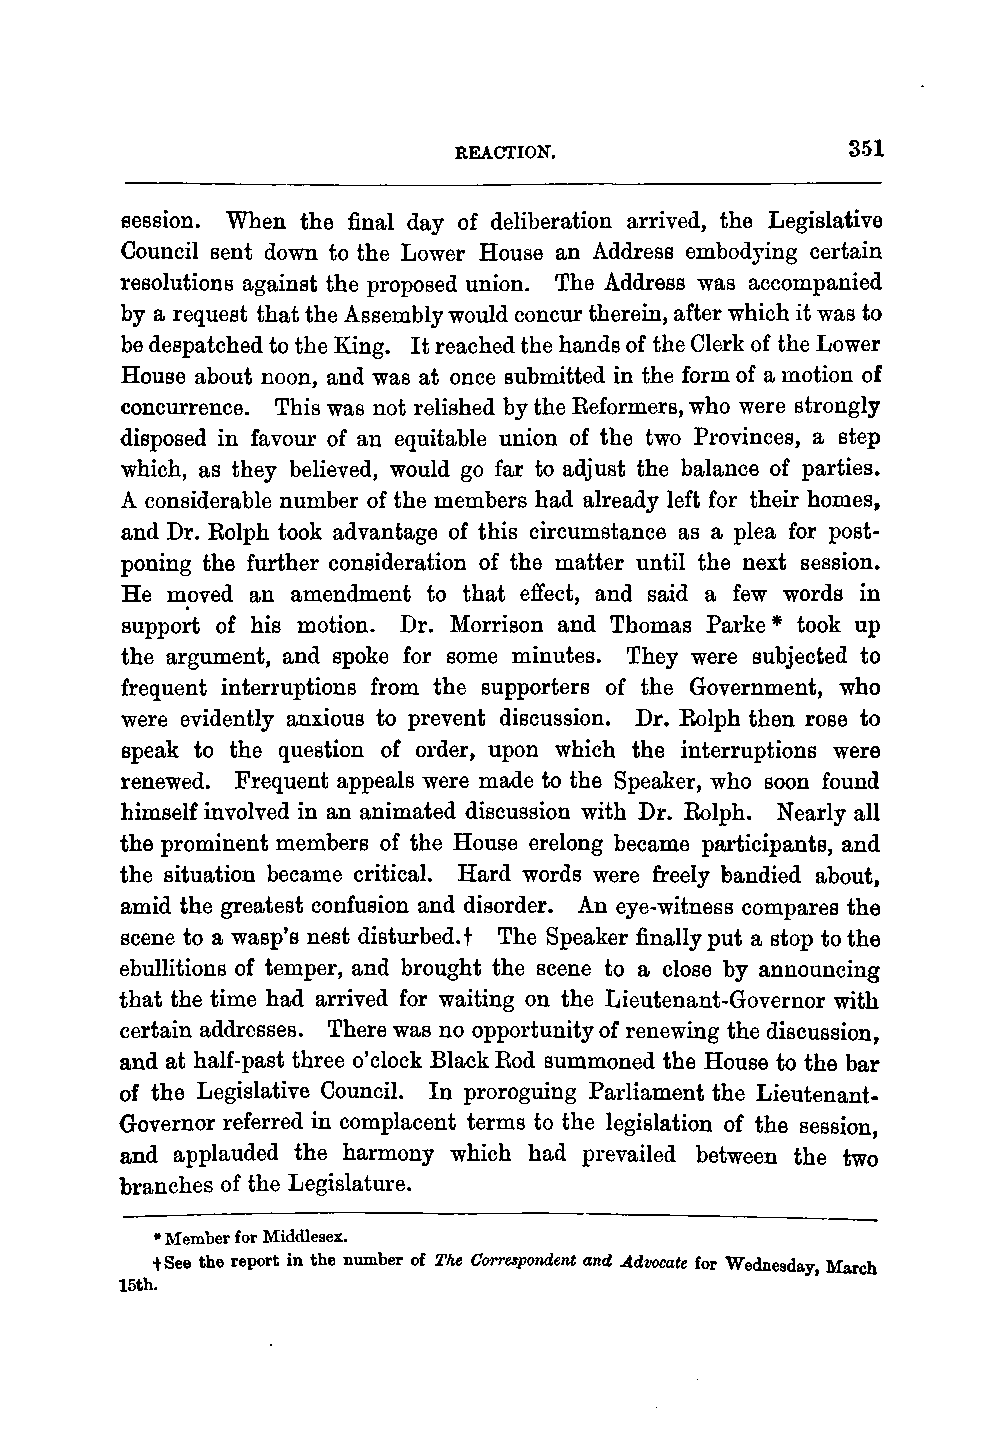 REACTION. 351
session. When the final day of deliberation arrived, the Legislative
Council sent down to the Lower House an Address embodying certain
resolutions against the proposed union. The Address was accompanied
by a request that the Assembly would concur therein, after which it was to
be despatched to the King. It reached the hands of the Clerk of the Lower
House about noon, and was at once submitted in the form of a motion of
concurrence. This was not relished by the Reformers, who were strongly
disposed in favour of an equitable union of the two Provinces, a step
which, as they believed, would go far to adjust the balance of parties.
A considerable number of the members had already left for their homes,
and Dr. Rolph took advantage of this circumstance as a plea for post-
poning the further consideration of the matter until the next session.
He moved an amendment to that effect, and said a few words in
support of his motion. Dr. Morrison and Thomas Parke * took up
the argument, and spoke for some minutes. They were subjected to
frequent interruptions from the supporters of the Government, who
were evidently anxious to prevent discussion. Dr. Rolph then rose to
speak to the question of order, upon which the interruptions were
renewed. Frequent appeals were made to the Speaker, who soon found
himself involved in an animated discussion with Dr. Rolph. Nearly all
the prominent members of the House erelong became participants, and
the situation became critical. Hard words were freely bandied about,
amid the greatest confusion and disorder. An eye-witness compares the
scene to a wasp's nest disturbed.† The Speaker finally put a stop to the
ebullitions of temper, and brought the scene to a close by announcing
that the time had arrived for waiting on the Lieutenant-Governor with
certain addresses. There was no opportunity of renewing the discussion,
and at half-past three o'clock Black Rod summoned the House to the bar
of the Legislative Council. In proroguing Parliament the Lieutenant-
Governor referred in complacent terms to the legislation of the session,
and applauded the harmony which had prevailed between the two
branches of the Legislature.
* Member for Middlesex.
† See the report in the number of The Correspondent and Advocate for Wednesday, March
15th.